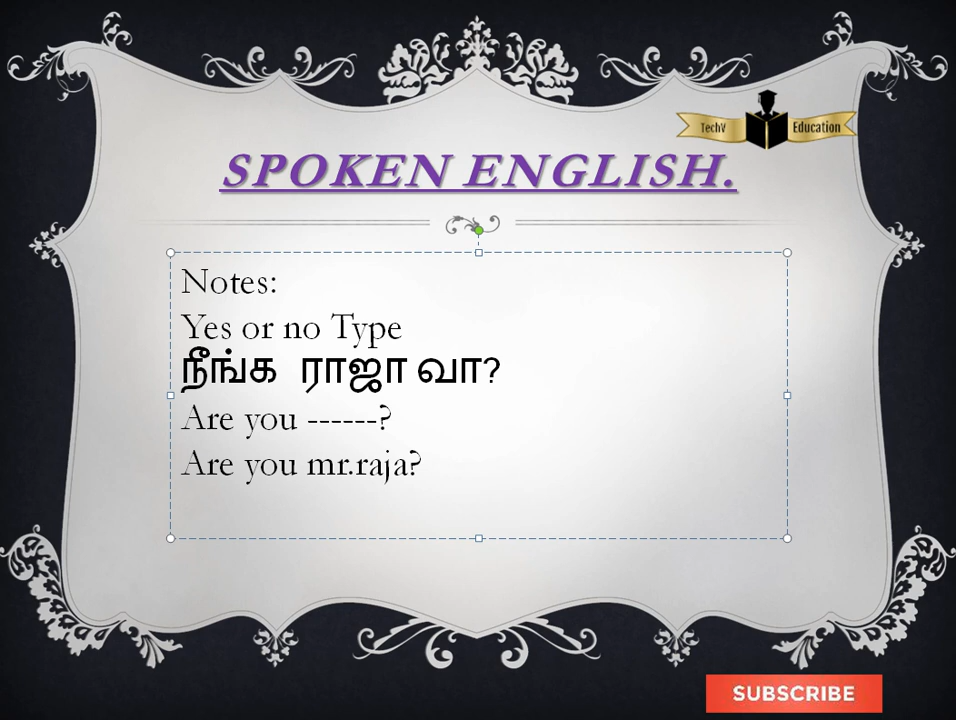 TechV Education
SPOKEN ENGLISH.
Notes:
Yes or no Type
நீங்க ராஜா வா?
Are you ------?
Are you mr.raja?
SUBSCRIBE